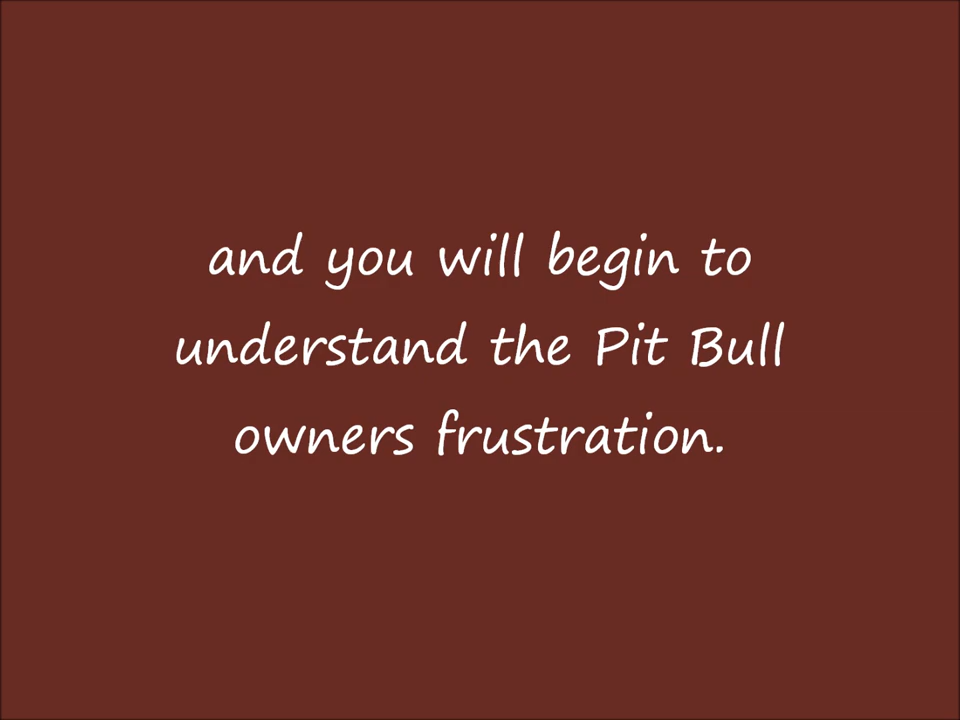 and you will begin to
understand the Pit Bull
owners frustration.